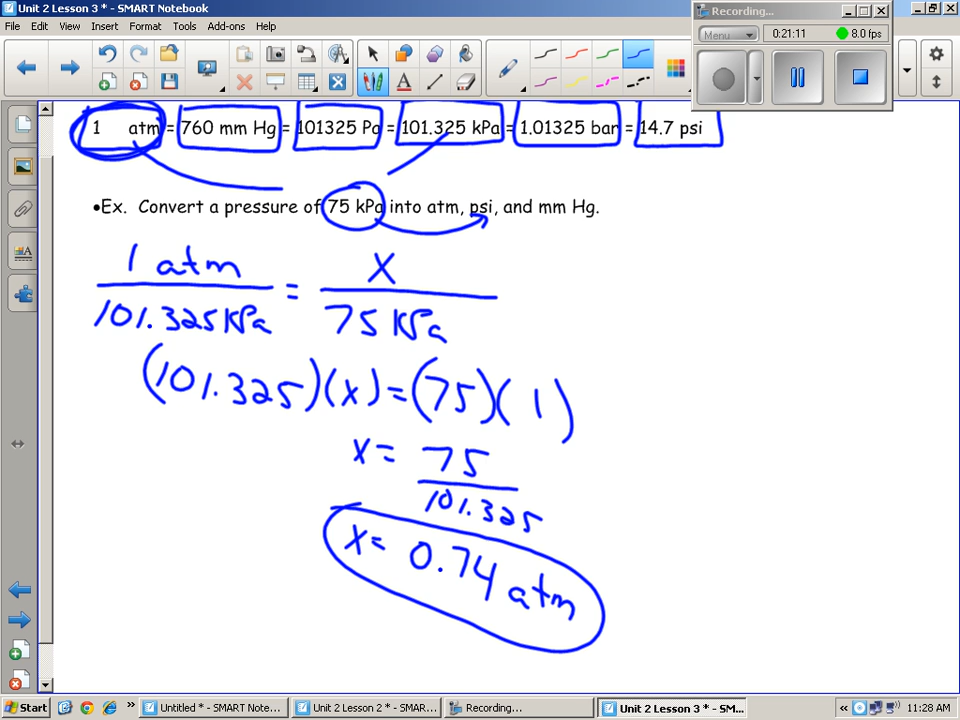 Unit 2 Lesson 3 * - SMART Notebook
Recording...
File Edit View Insert Format Tools Add-ons Help
Menu 0:21:11 8.0 fps
1 atm = 760 mm Hg = 101325 Pa = 101.325 kPa = 1.01325 bar = 14.7 psi
•Ex. Convert a pressure of 75 kPa into atm, psi, and mm Hg.
1 atm = X
101.325 kPa 75 kPa
(101.325)(x) = (75)(1)
x = 75
101.325
x = 0.74 atm
Start » Untitled * - SMART Note... Unit 2 Lesson 2 * - SMAR... Recording... Unit 2 Lesson 3 * - SM... « 11:28 AM